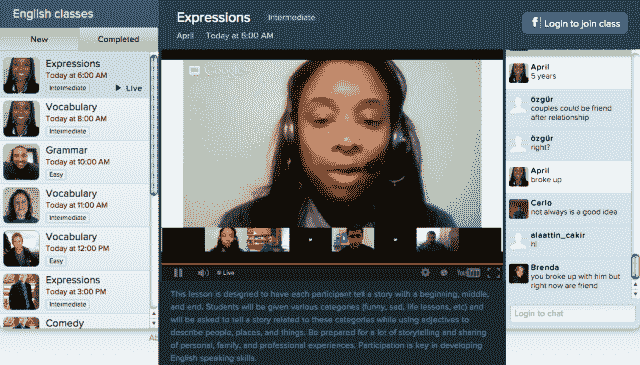 English classes
New
Completed
Expressions
Today at 6:00 AM
Intermediate
Live
Vocabulary
Today at 8:00 AM
Intermediate
Grammar
Today at 10:00 AM
Easy
Vocabulary
Today at 11:00 AM
Intermediate
Vocabulary
Today at 12:00 PM
Easy
Expressions
Today at 3:00 PM
Intermediate
Comedy
Ab
Expressions
Intermediate
April
Today at 6:00 AM
f Login to join class
Google
Live
YouTube
This lesson is designed to have each participant tell a story with a beginning, middle,
and end. Students will be given various categories (funny, sad, life lessons, etc) and
will be asked to tell a story related to these categories while using adjectives to
describe people, places, and things. Be prepared for a lot of storytelling and sharing
of personal, family, and professional experiences. Participation is key in developing
English speaking skills.
April
5 years
özgür
couples could be friend
after relationship
özgür
right?
April
broke up
Carlo
not always is a good idea
alaattin_cakir
hi
Brenda
you broke up with him but
right now are friend
Login to chat